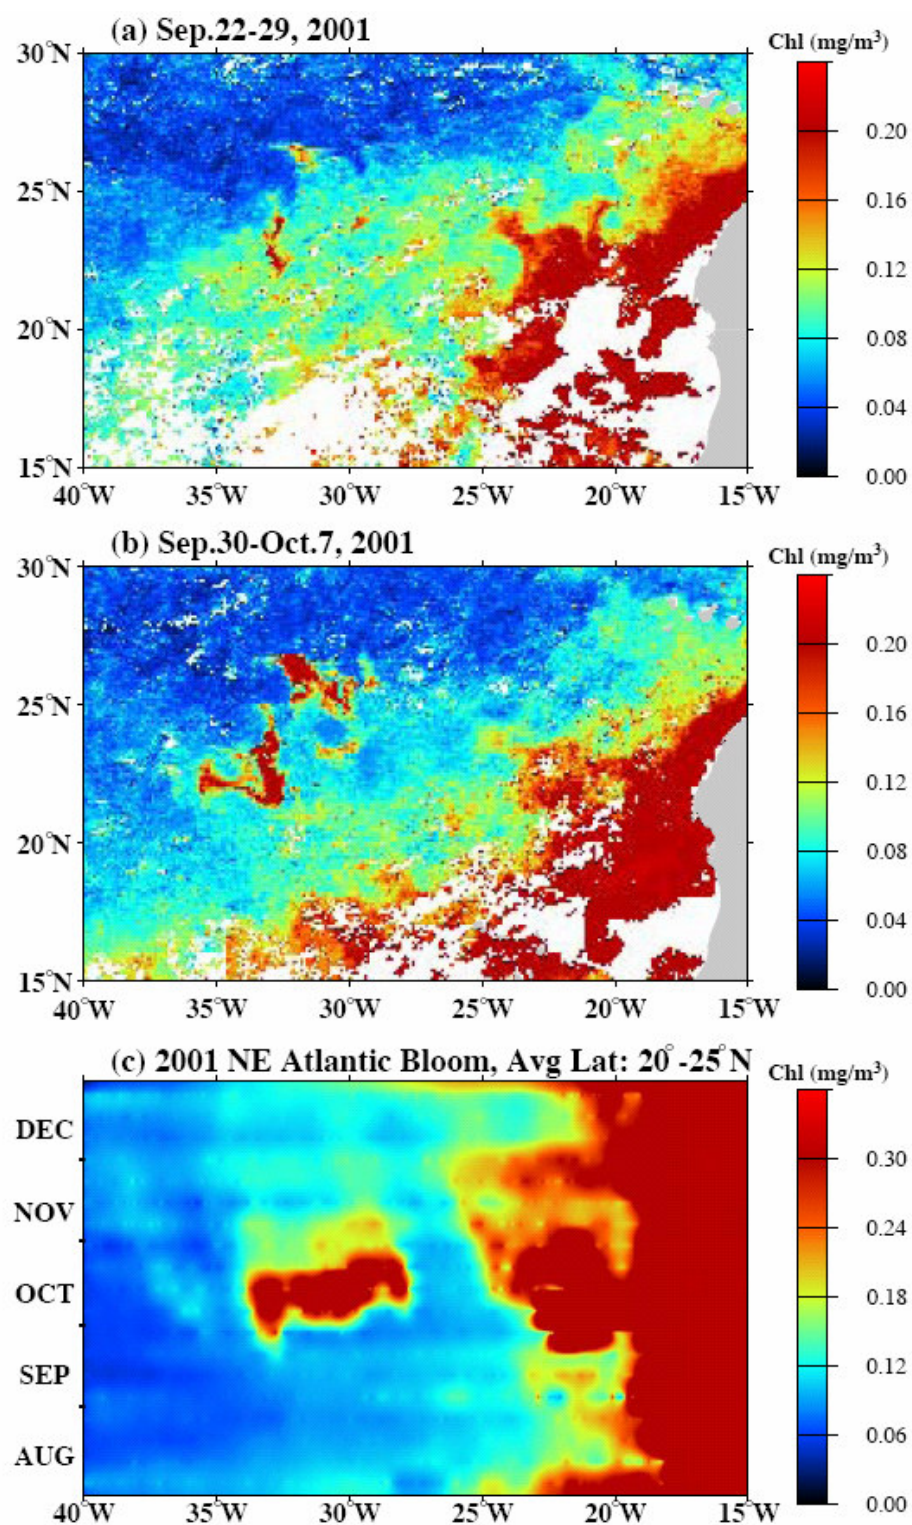 (a) Sep.22-29, 2001
Chl (mg/m³)
30°N
25°N
20°N
15°N
40°W 35°W 30°W 25°W 20°W 15°W
0.20
0.16
0.12
0.08
0.04
0.00
(b) Sep.30-Oct.7, 2001
Chl (mg/m³)
30°N
25°N
20°N
15°N
40°W 35°W 30°W 25°W 20°W 15°W
0.20
0.16
0.12
0.08
0.04
0.00
(c) 2001 NE Atlantic Bloom, Avg Lat: 20°-25°N
Chl (mg/m³)
DEC
NOV
OCT
SEP
AUG
40°W 35°W 30°W 25°W 20°W 15°W
0.30
0.24
0.18
0.12
0.06
0.00